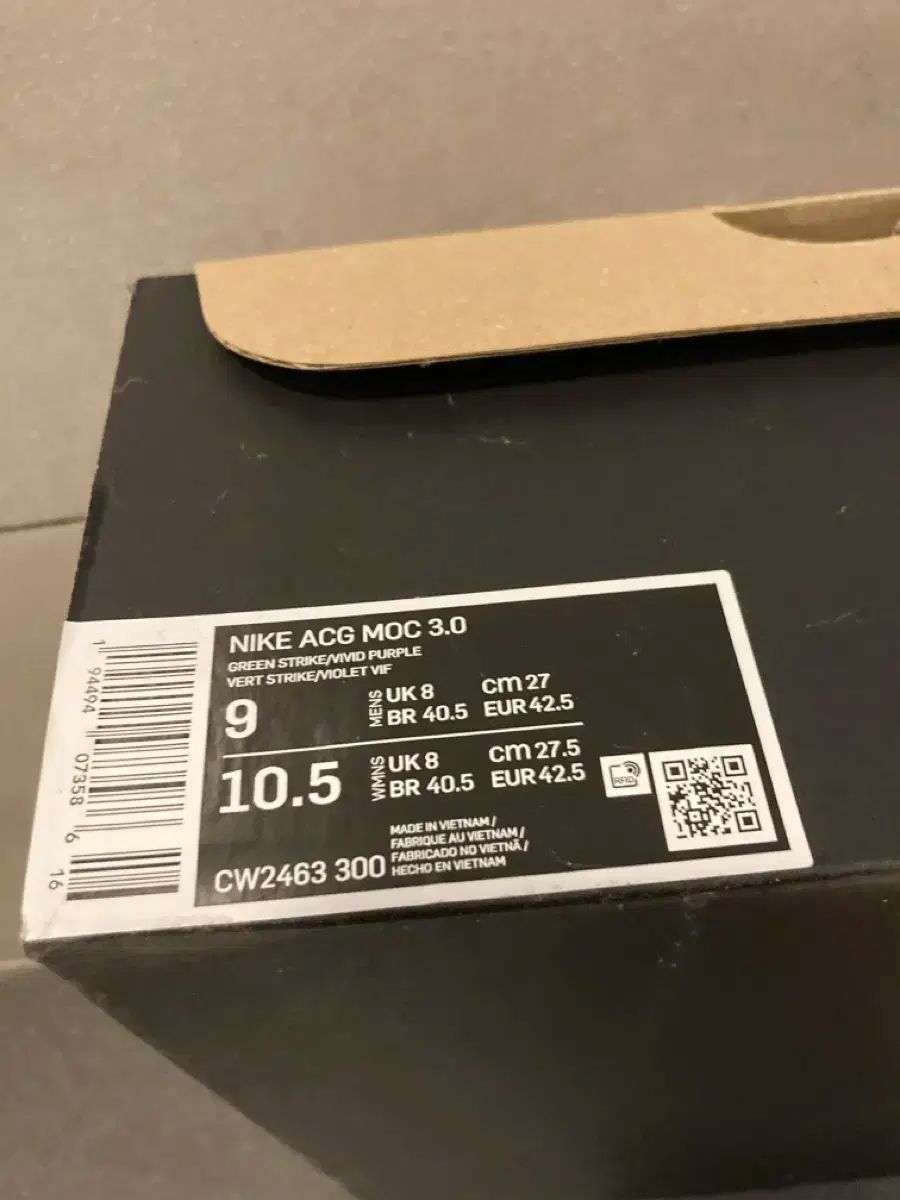 NIKE ACG MOC 3.0
GREEN STRIKE/VIVID PURPLE
VERT STRIKE/VIOLET VIF
9
MENS
UK 8 cm 27
BR 40.5 EUR 42.5
10.5
WMNS
UK 8 cm 27.5
BR 40.5 EUR 42.5
RFID
MADE IN VIETNAM /
FABRIQUE AU VIETNAM /
FABRICADO NO VIETNÃ /
HECHO EN VIETNAM
CW2463 300
1 94494 07358 6 16